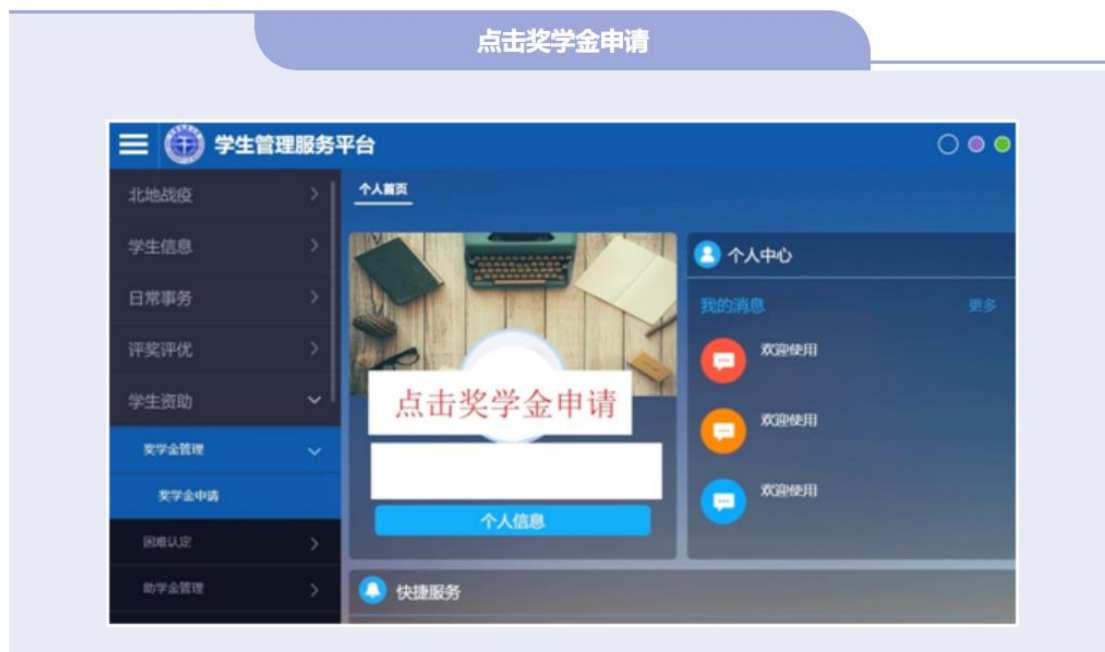 点击奖学金申请
学生管理服务平台
北地战疫
学生信息
日常事务
评奖评优
学生资助
奖学金管理
奖学金申请
困难认定
助学金管理
个人首页
点击奖学金申请
个人信息
个人中心
我的消息 更多
欢迎使用
欢迎使用
欢迎使用
快捷服务